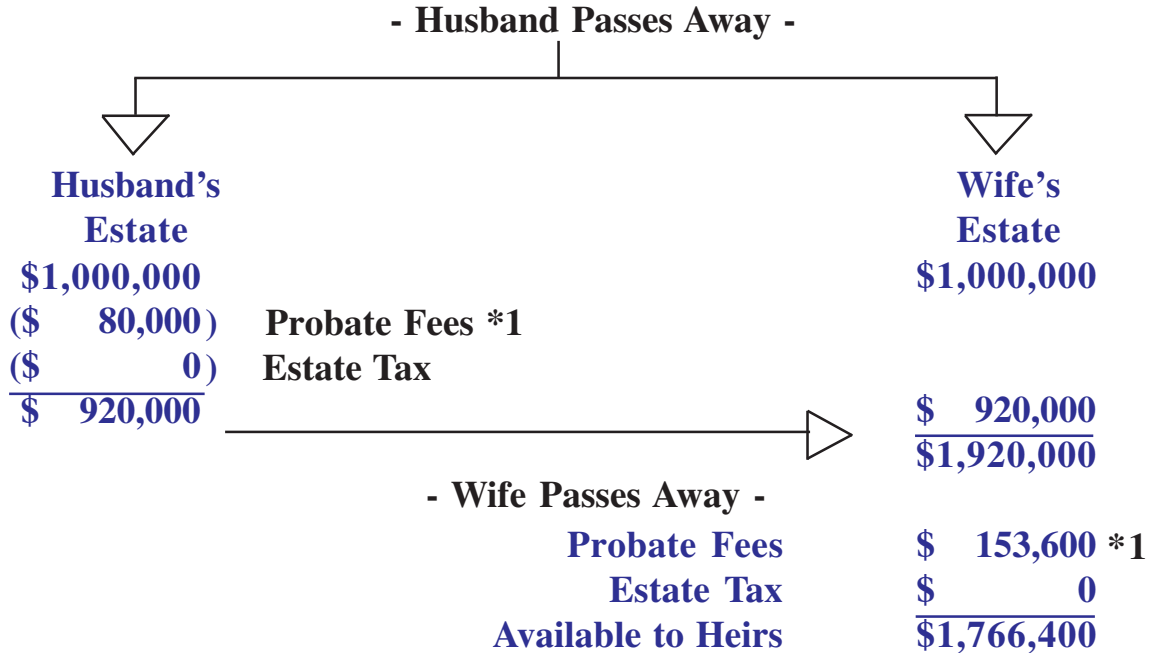 - Husband Passes Away -
Husband's Wife's
Estate Estate
$1,000,000 $1,000,000
($ 80,000) Probate Fees *1
($ 0) Estate Tax
$ 920,000 $ 920,000
$1,920,000
- Wife Passes Away -
Probate Fees $ 153,600 *1
Estate Tax $ 0
Available to Heirs $1,766,400